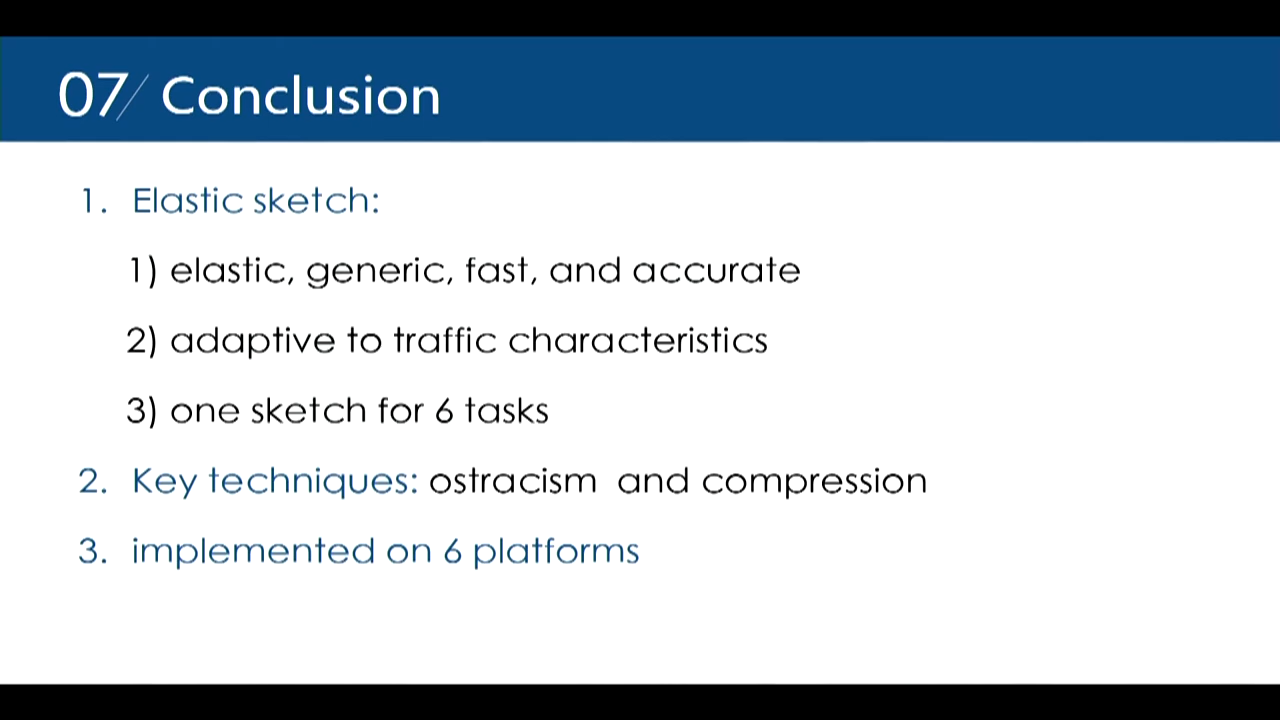 07/ Conclusion
1. Elastic sketch:
1) elastic, generic, fast, and accurate
2) adaptive to traffic characteristics
3) one sketch for 6 tasks
2. Key techniques: ostracism and compression
3. implemented on 6 platforms